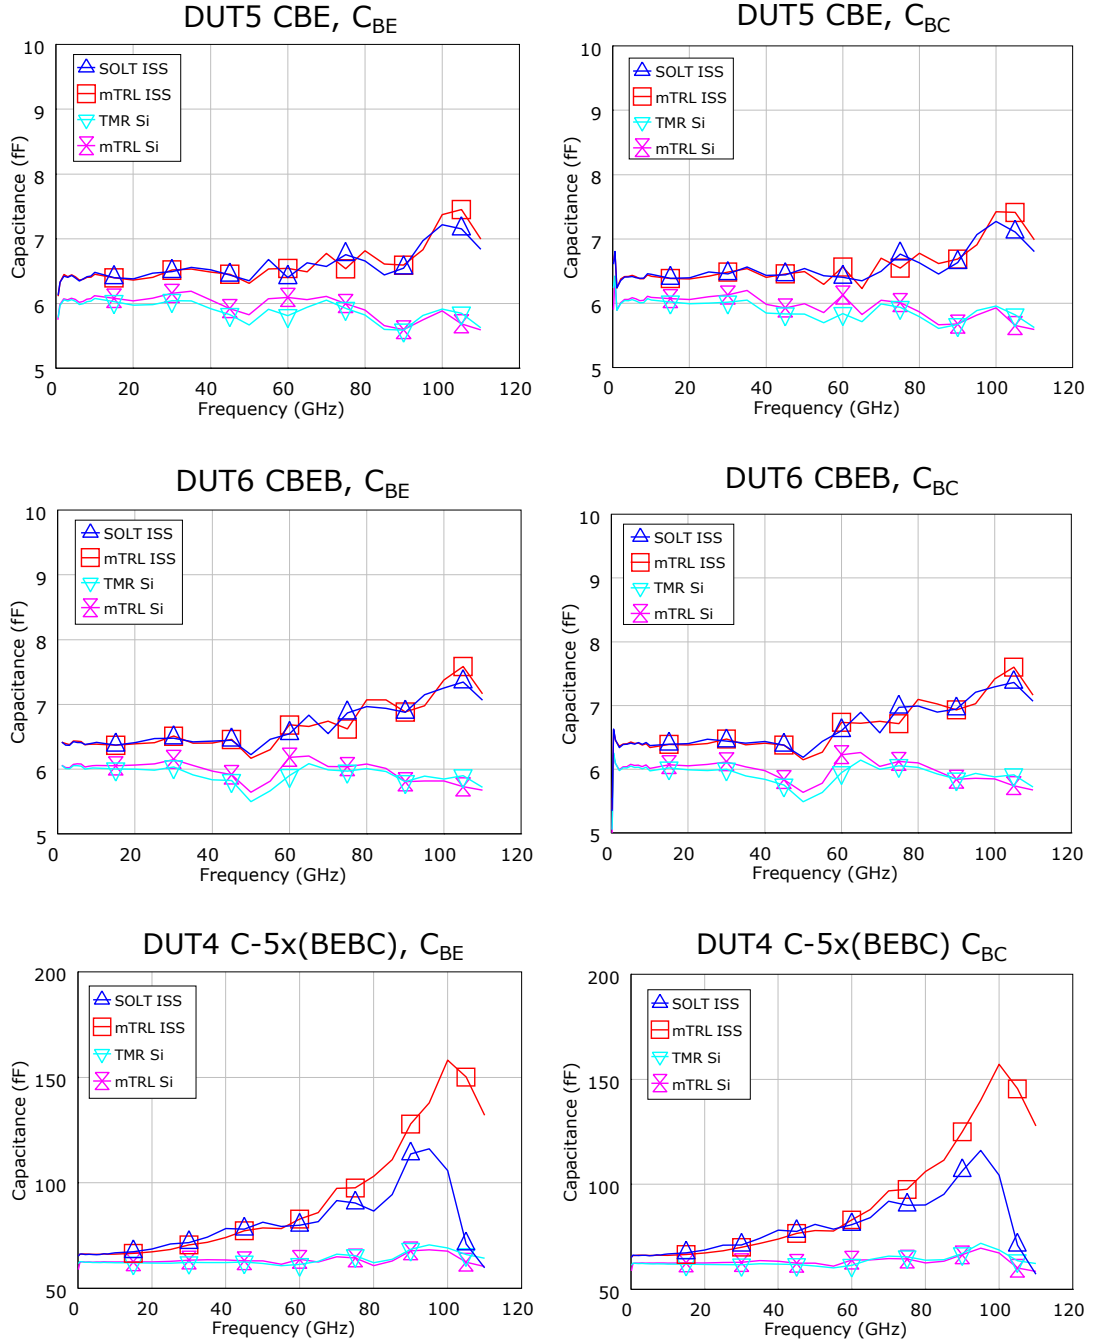 DUT5 CBE, CBE
10
9
8
7
6
5
Capacitance (fF)
SOLT ISS
mTRL ISS
TMR Si
mTRL Si
0 20 40 60 80 100 120
Frequency (GHz)
DUT5 CBE, CBC
10
9
8
7
6
5
Capacitance (fF)
SOLT ISS
mTRL ISS
TMR Si
mTRL Si
0 20 40 60 80 100 120
Frequency (GHz)
DUT6 CBEB, CBE
10
9
8
7
6
5
Capacitance (fF)
SOLT ISS
mTRL ISS
TMR Si
mTRL Si
0 20 40 60 80 100 120
Frequency (GHz)
DUT6 CBEB, CBC
10
9
8
7
6
5
Capacitance (fF)
SOLT ISS
mTRL ISS
TMR Si
mTRL Si
0 20 40 60 80 100 120
Frequency (GHz)
DUT4 C-5x(BEBC), CBE
200
150
100
50
Capacitance (fF)
SOLT ISS
mTRL ISS
TMR Si
mTRL Si
0 20 40 60 80 100 120
Frequency (GHz)
DUT4 C-5x(BEBC) CBC
200
150
100
50
Capacitance (fF)
SOLT ISS
mTRL ISS
TMR Si
mTRL Si
0 20 40 60 80 100 120
Frequency (GHz)